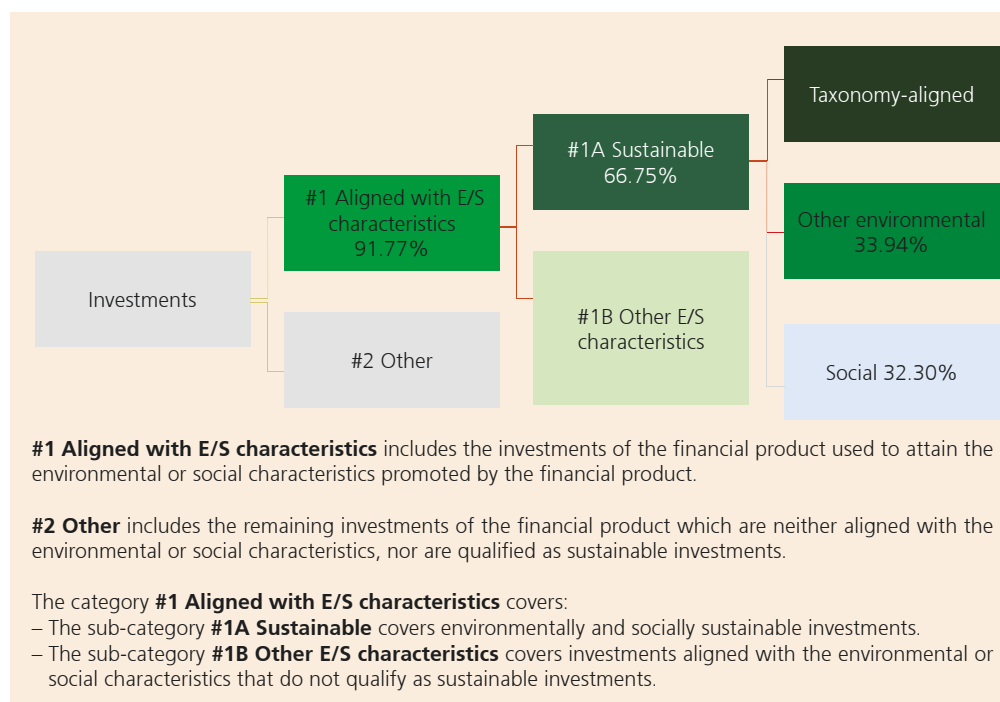 Taxonomy-aligned
#1A Sustainable
66.75%
#1 Aligned with E/S
characteristics
91.77%
Other environmental
33.94%
Investments
#1B Other E/S
characteristics
#2 Other
Social 32.30%
#1 Aligned with E/S characteristics includes the investments of the financial product used to attain the
environmental or social characteristics promoted by the financial product.
#2 Other includes the remaining investments of the financial product which are neither aligned with the
environmental or social characteristics, nor are qualified as sustainable investments.
The category #1 Aligned with E/S characteristics covers:
– The sub-category #1A Sustainable covers environmentally and socially sustainable investments.
– The sub-category #1B Other E/S characteristics covers investments aligned with the environmental or
social characteristics that do not qualify as sustainable investments.